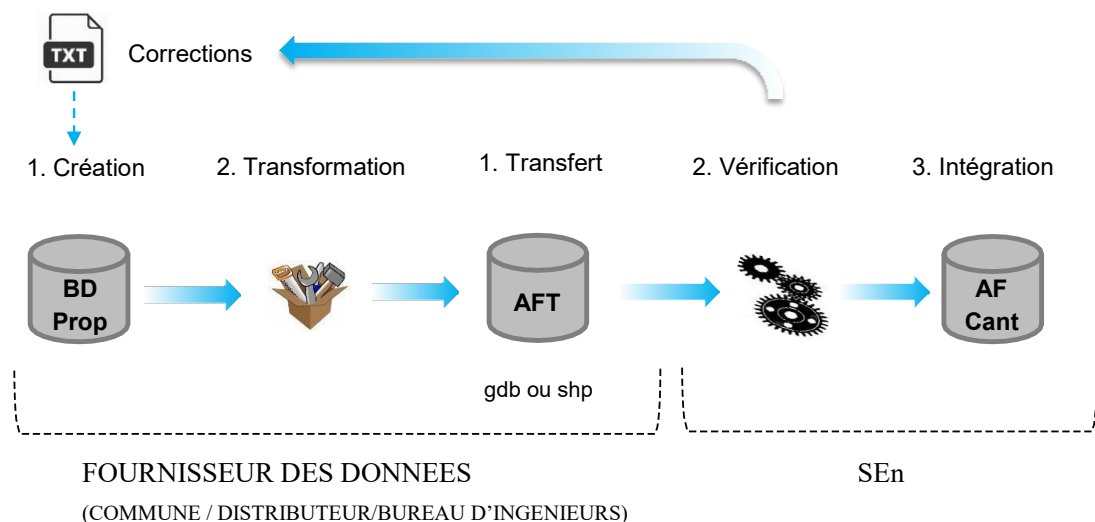 TXT
Corrections
1. Création
2. Transformation
1. Transfert
2. Vérification
3. Intégration
BD
Prop
AFT
AF
Cant
gdb ou shp
FOURNISSEUR DES DONNEES
SEn
(COMMUNE / DISTRIBUTEUR/BUREAU D'INGENIEURS)